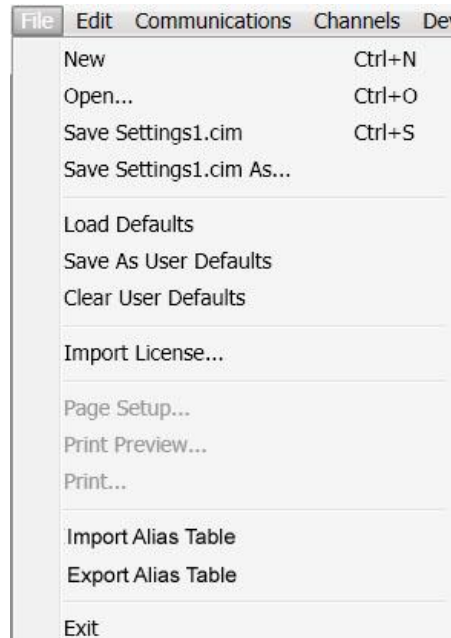 File Edit Communications Channels Dev
New Ctrl+N
Open... Ctrl+O
Save Settings1.cim Ctrl+S
Save Settings1.cim As...
Load Defaults
Save As User Defaults
Clear User Defaults
Import License...
Page Setup...
Print Preview...
Print...
Import Alias Table
Export Alias Table
Exit